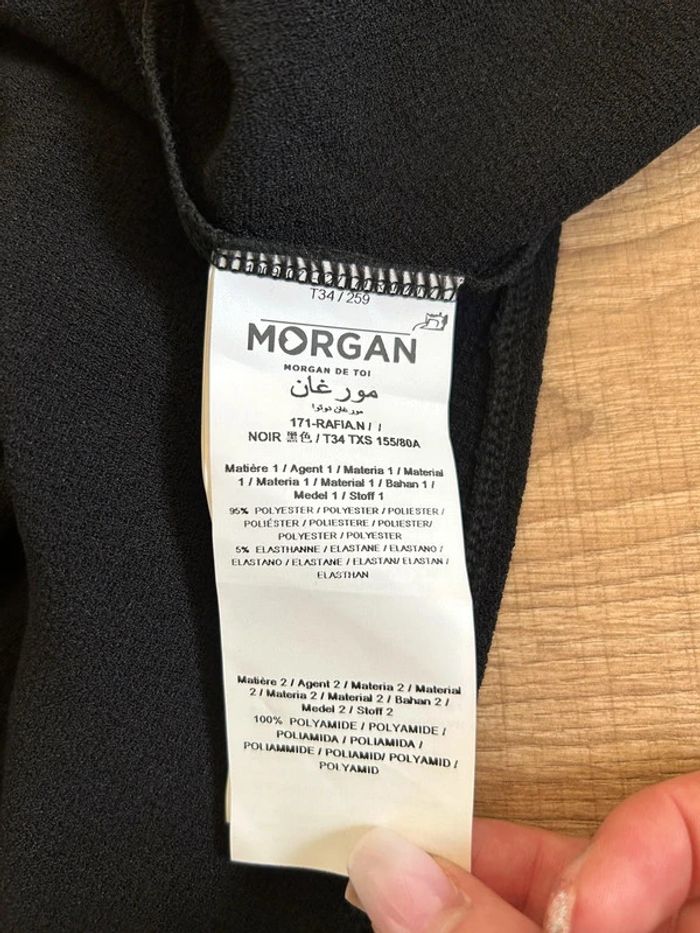 T34 / 259
MORGAN
MORGAN DE TOI
مورغان
مورغان دوتوا
171-RAFIA.N / /
NOIR 黑色 / T34 TXS 155/80A
Matière 1 / Agent 1 / Materia 1 / Material
1 / Materia 1 / Material 1 / Bahan 1 /
Medel 1 / Stoff 1
95% POLYESTER / POLYESTER / POLIESTER /
POLIÉSTER / POLIESTERE / POLIESTER/
POLYESTER / POLYESTER
5% ELASTHANNE / ELASTANE / ELASTANO /
ELASTANO / ELASTANE / ELASTAN/ ELASTAN /
ELASTHAN
Matière 2 / Agent 2 / Materia 2 / Material
2 / Materia 2 / Material 2 / Bahan 2 /
Medel 2 / Stoff 2
100% POLYAMIDE / POLYAMIDE /
POLIAMIDA / POLIAMIDA /
POLIAMMIDE / POLIAMID/ POLYAMID /
POLYAMID